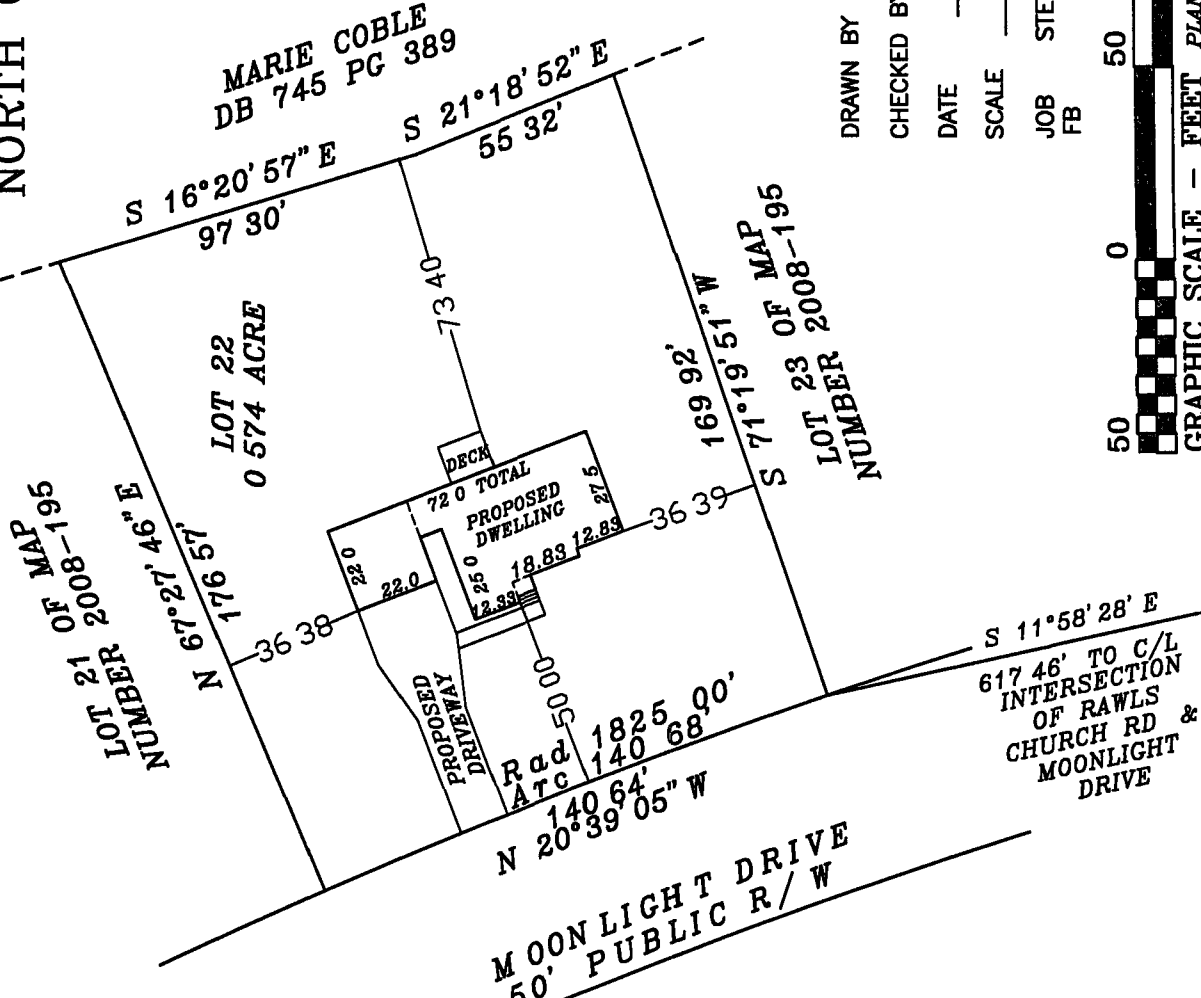 NORTH
MARIE COBLE
DB 745 PG 389
S 16°20'57" E
97 30'
S 21°18'52" E
55 32'
DRAWN BY
CHECKED BY
DATE
SCALE
JOB STE
FB
50 0 50
GRAPHIC SCALE - FEET
LOT 22
0 574 ACRE
73 40
LOT 21 OF MAP
NUMBER 2008-195
N 67°27'46" E
176 57'
169 92'
S 71°19'51" W
LOT 23 OF MAP
NUMBER 2008-195
DECK
72 0 TOTAL
PROPOSED
DWELLING
27.5
22 0
22.0
25 0
12.33
18.83
12.83
36 39
36 38
50 00
PROPOSED
DRIVEWAY
Rad 1825 00'
Arc 140 68'
140 64'
N 20°39'05" W
S 11°58'28' E
617 46' TO C/L
INTERSECTION
OF RAWLS
CHURCH RD &
MOONLIGHT
DRIVE
MOONLIGHT DRIVE
50' PUBLIC R/W